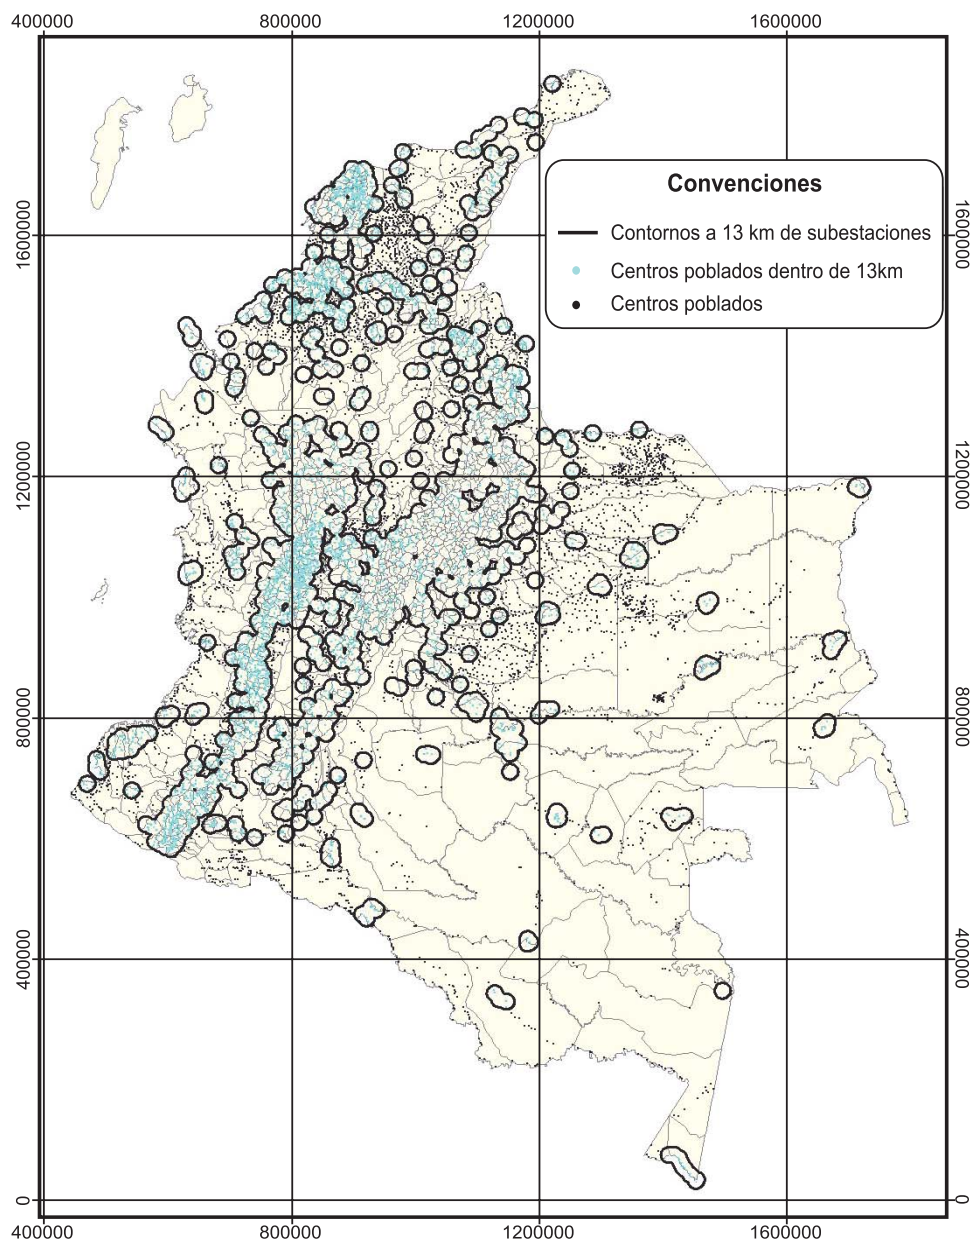 400000 800000 1200000 1600000
Convenciones
Contornos a 13 km de subestaciones
Centros poblados dentro de 13km
Centros poblados
1600000 1600000
1200000 1200000
800000 800000
400000 400000
0 0
400000 800000 1200000 1600000